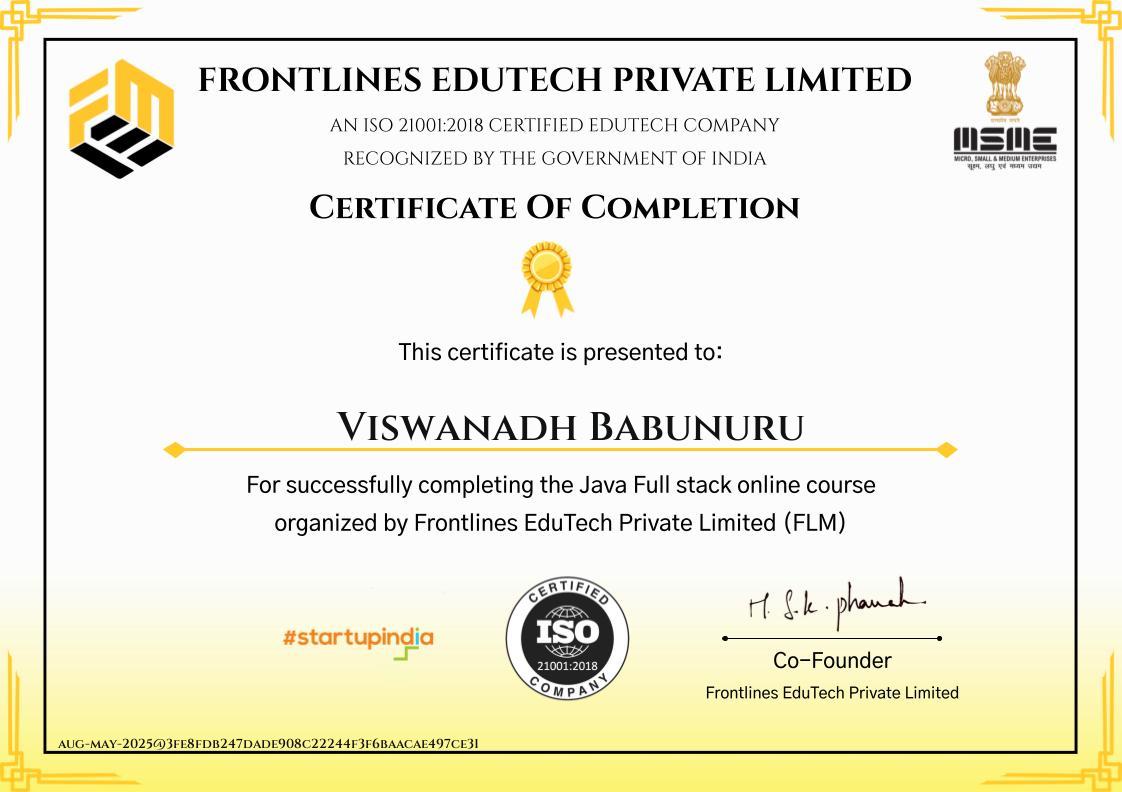 FRONTLINES EDUTECH PRIVATE LIMITED
AN ISO 21001:2018 CERTIFIED EDUTECH COMPANY
RECOGNIZED BY THE GOVERNMENT OF INDIA
MSME
MICRO, SMALL & MEDIUM ENTERPRISES
सूक्ष्म, लघु एवं मध्यम उद्यम
CERTIFICATE OF COMPLETION
This certificate is presented to:
VISWANADH BABUNURU
For successfully completing the Java Full stack online course
organized by Frontlines EduTech Private Limited (FLM)
#startupindia
CERTIFIED
ISO
21001:2018
COMPANY
Co-Founder
Frontlines EduTech Private Limited
AUG-MAY-2025@3FE8FDB247DADE908C22244F3F6BAACAE497CE31